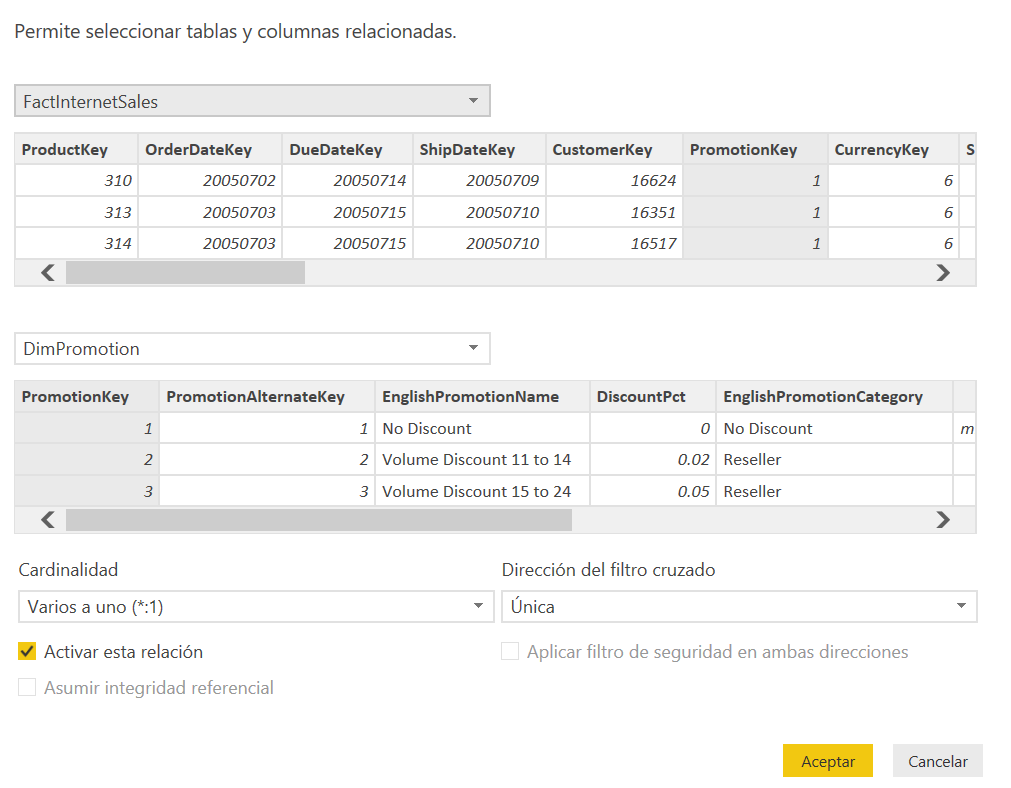 Permite seleccionar tablas y columnas relacionadas.
FactInternetSales
ProductKey OrderDateKey DueDateKey ShipDateKey CustomerKey PromotionKey CurrencyKey S
310 20050702 20050714 20050709 16624 1 6
313 20050703 20050715 20050710 16351 1 6
314 20050703 20050715 20050710 16517 1 6
DimPromotion
PromotionKey PromotionAlternateKey EnglishPromotionName DiscountPct EnglishPromotionCategory
1 1 No Discount 0 No Discount m
2 2 Volume Discount 11 to 14 0.02 Reseller
3 3 Volume Discount 15 to 24 0.05 Reseller
Cardinalidad Dirección del filtro cruzado
Varios a uno (*:1) Única
Activar esta relación Aplicar filtro de seguridad en ambas direcciones
Asumir integridad referencial
Aceptar Cancelar